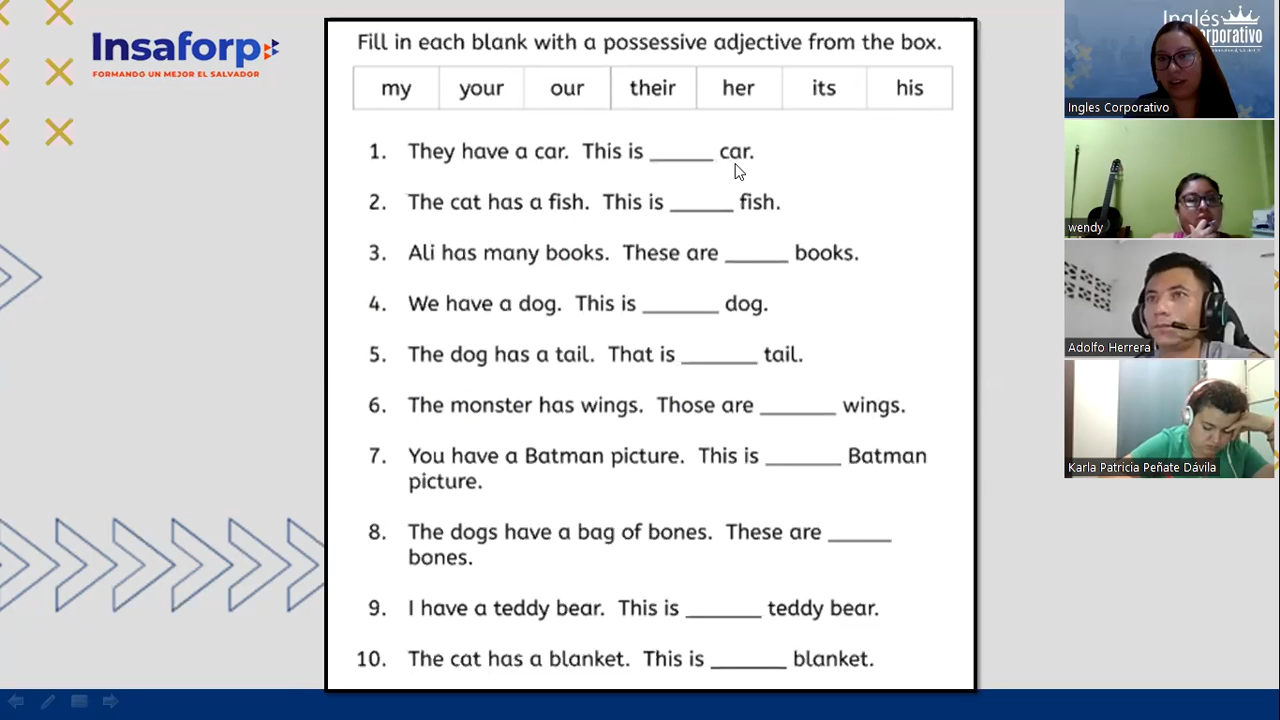 Insaforp
FORMANDO UN MEJOR EL SALVADOR
Fill in each blank with a possessive adjective from the box.
my your our their her its his
1. They have a car. This is ______ car.
2. The cat has a fish. This is ______ fish.
3. Ali has many books. These are ______ books.
4. We have a dog. This is _______ dog.
5. The dog has a tail. That is _______ tail.
6. The monster has wings. Those are _______ wings.
7. You have a Batman picture. This is _______ Batman
picture.
8. The dogs have a bag of bones. These are ______
bones.
9. I have a teddy bear. This is _______ teddy bear.
10. The cat has a blanket. This is _______ blanket.
Inglés
Ingles Corporativo
wendy
Adolfo Herrera
Karla Patricia Peñate Dávila